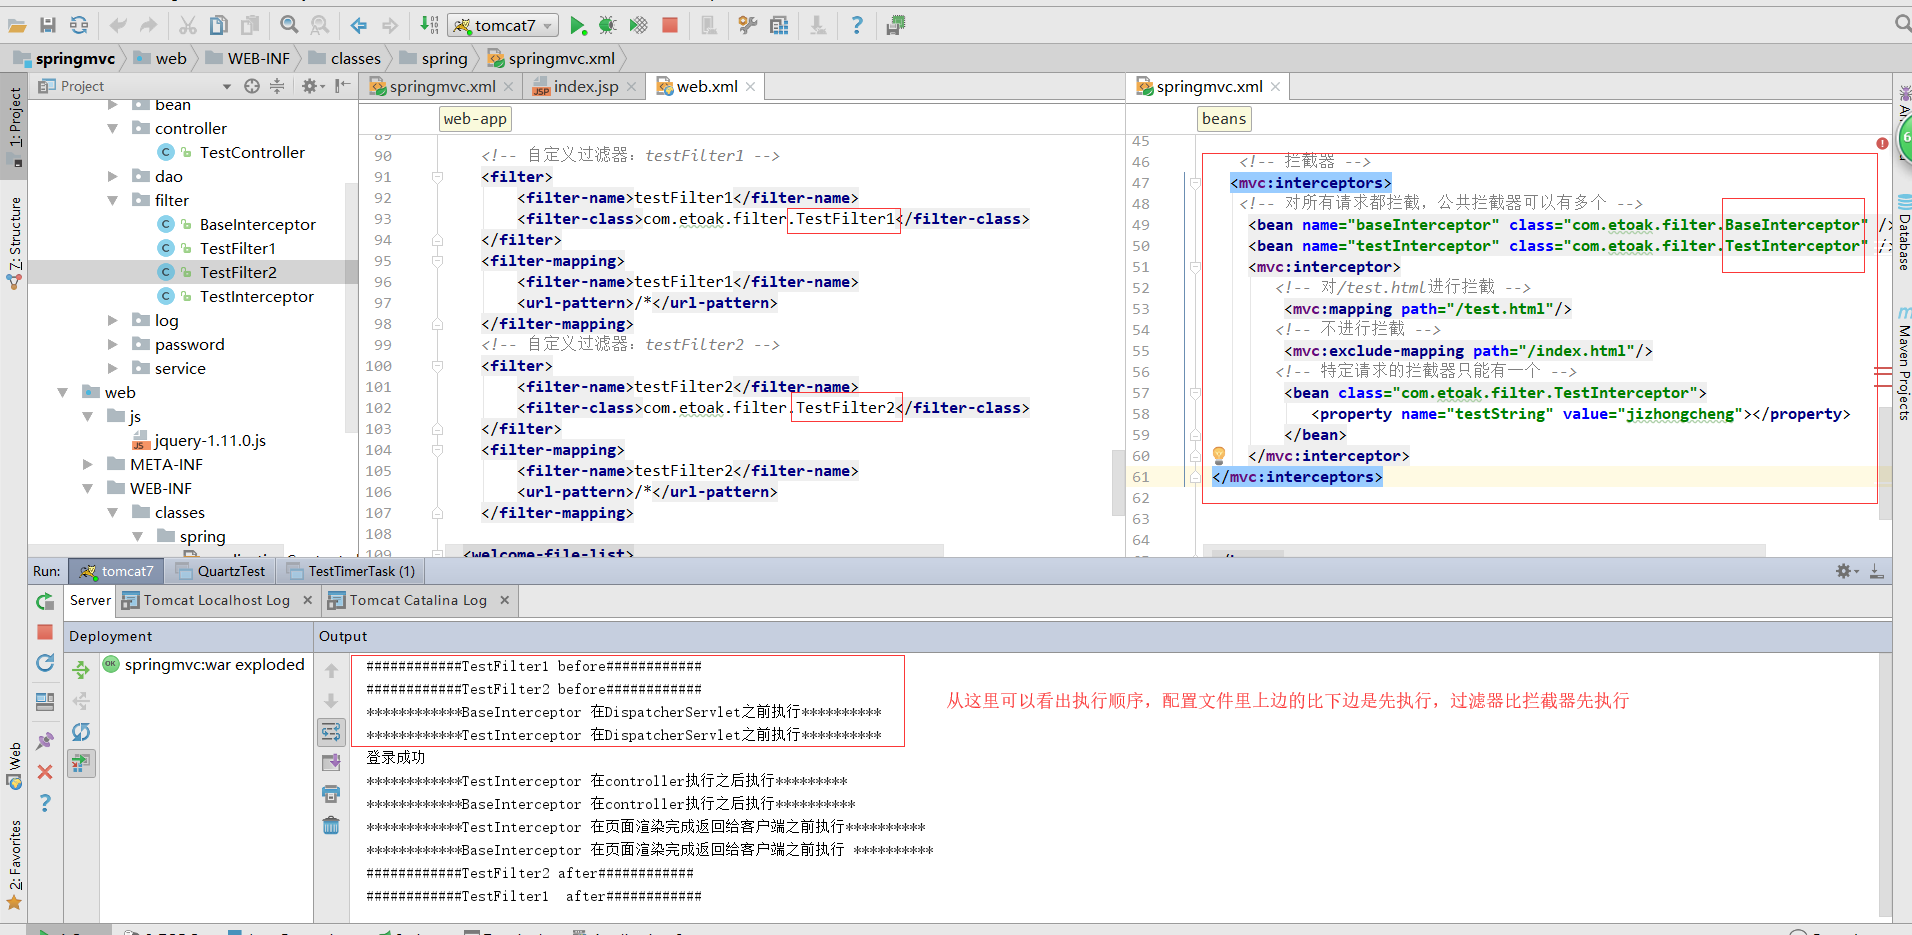 tomcat7
springmvc
web
WEB-INF
classes
spring
springmvc.xml
1: Project
7: Structure
Web
2: Favorites
Project
bean
controller
TestController
dao
filter
BaseInterceptor
TestFilter1
TestFilter2
TestInterceptor
log
password
service
web
js
jquery-1.11.0.js
META-INF
WEB-INF
classes
spring
springmvc.xml
index.jsp
web.xml
web-app
89
90 <!-- 自定义过滤器：testFilter1 -->
91 <filter>
92 <filter-name>testFilter1</filter-name>
93 <filter-class>com.etoak.filter.TestFilter1</filter-class>
94 </filter>
95 <filter-mapping>
96 <filter-name>testFilter1</filter-name>
97 <url-pattern>/*</url-pattern>
98 </filter-mapping>
99 <!-- 自定义过滤器：testFilter2 -->
100 <filter>
101 <filter-name>testFilter2</filter-name>
102 <filter-class>com.etoak.filter.TestFilter2</filter-class>
103 </filter>
104 <filter-mapping>
105 <filter-name>testFilter2</filter-name>
106 <url-pattern>/*</url-pattern>
107 </filter-mapping>
108
109 <welcome-file-list>
springmvc.xml
beans
45
46 <!-- 拦截器 -->
47 <mvc:interceptors>
48 <!-- 对所有请求都拦截，公共拦截器可以有多个 -->
49 <bean name="baseInterceptor" class="com.etoak.filter.BaseInterceptor" />
50 <bean name="testInterceptor" class="com.etoak.filter.TestInterceptor" />
51 <mvc:interceptor>
52 <!-- 对/test.html进行拦截 -->
53 <mvc:mapping path="/test.html"/>
54 <!-- 不进行拦截 -->
55 <mvc:exclude-mapping path="/index.html"/>
56 <!-- 特定请求的拦截器只能有一个 -->
57 <bean class="com.etoak.filter.TestInterceptor">
58 <property name="testString" value="jizhongcheng"></property>
59 </bean>
60 </mvc:interceptor>
61 </mvc:interceptors>
62
63
64
Database
Maven Projects
6
Run:
tomcat7
QuartzTest
TestTimerTask (1)
Server
Tomcat Localhost Log
Tomcat Catalina Log
Deployment
Output
OK springmvc:war exploded
############TestFilter1 before############
############TestFilter2 before############
************BaseInterceptor 在DispatcherServlet之前执行**********
************TestInterceptor 在DispatcherServlet之前执行**********
登录成功
************TestInterceptor 在controller执行之后执行*********
************BaseInterceptor 在controller执行之后执行**********
************TestInterceptor 在页面渲染完成返回给客户端之前执行**********
************BaseInterceptor 在页面渲染完成返回给客户端之前执行 **********
############TestFilter2 after############
############TestFilter1  after############
从这里可以看出执行顺序，配置文件里上边的比下边是先执行，过滤器比拦截器先执行